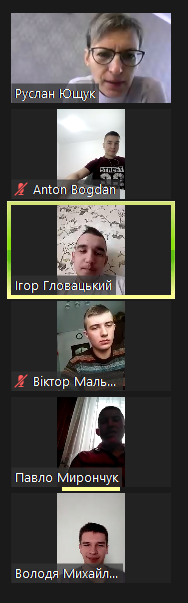 Руслан Ющук
Anton Bogdan
Ігор Гловацький
Віктор Маль...
Павло Мирончук
Володя Михайл...